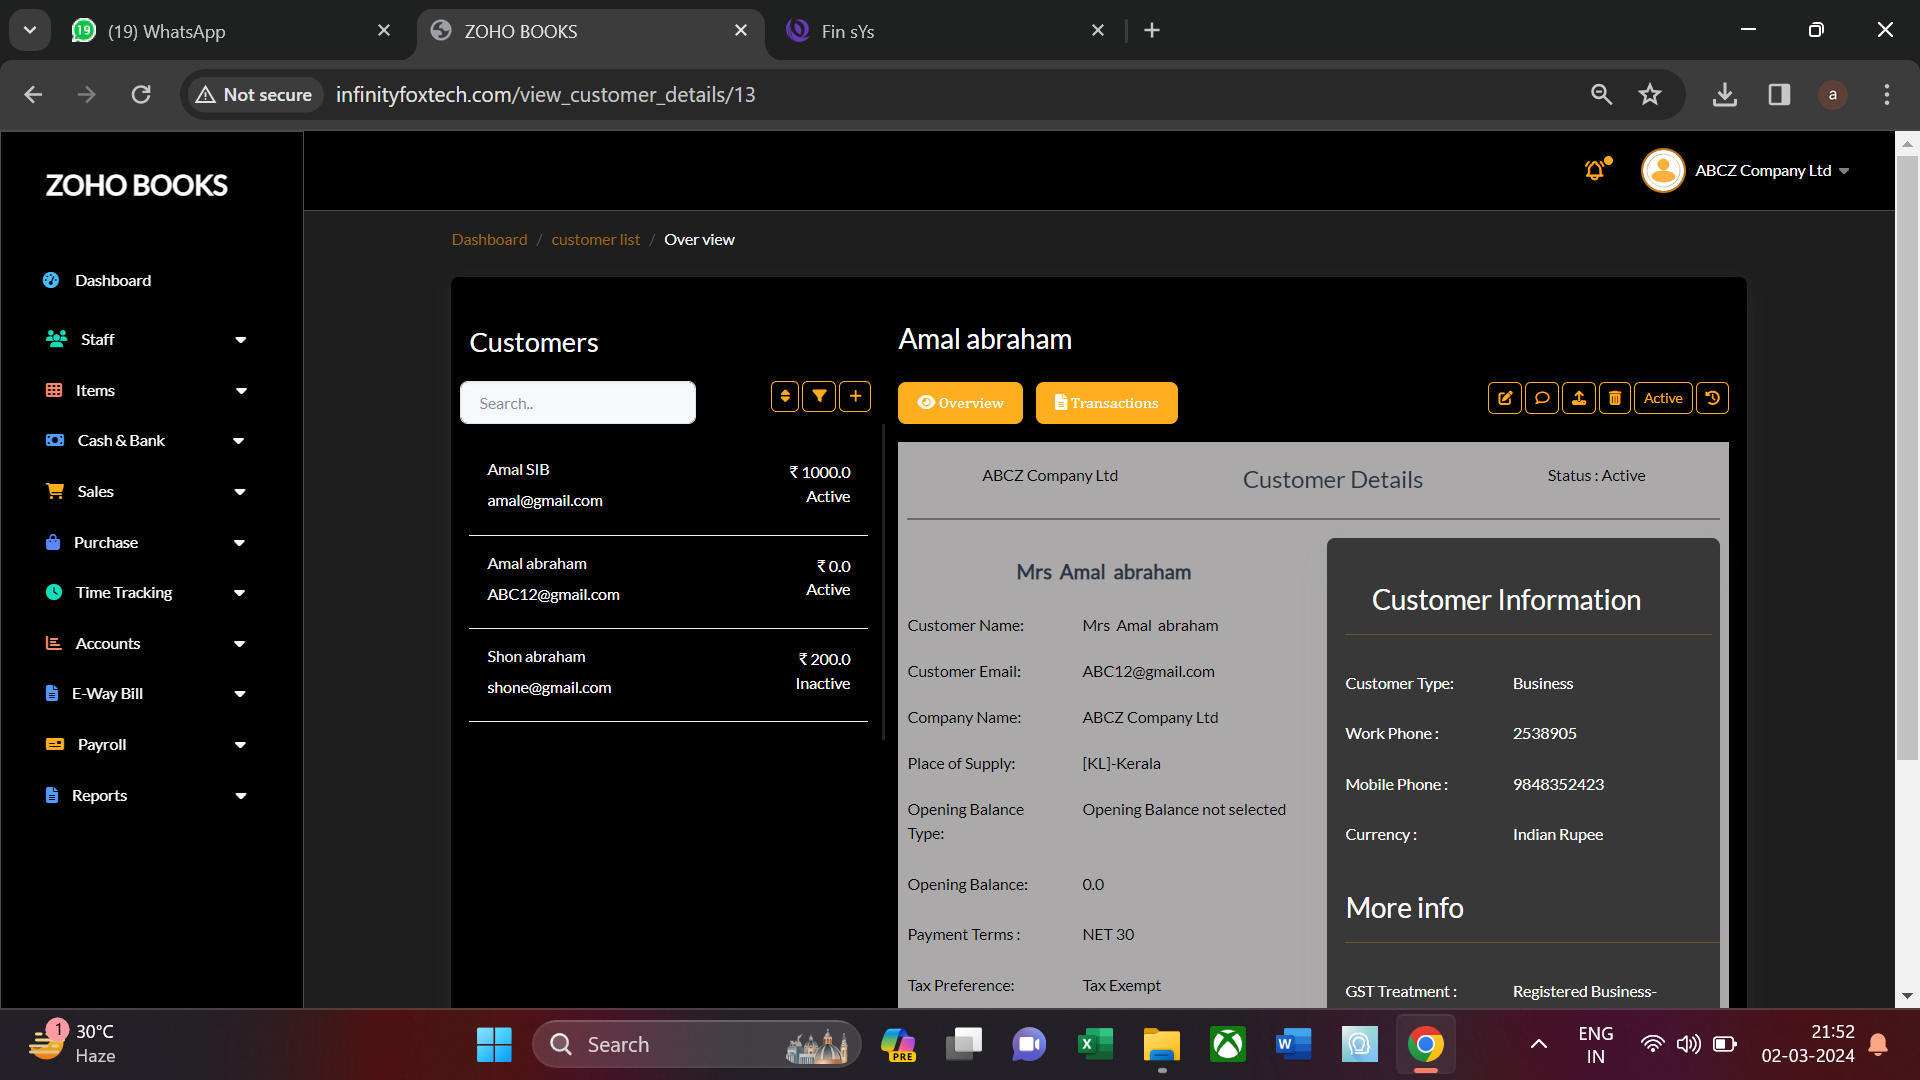 (19) WhatsApp
ZOHO BOOKS
Fin sYs
Not secure
infinityfoxtech.com/view_customer_details/13
a
ZOHO BOOKS
ABCZ Company Ltd
Dashboard / customer list / Over view
Dashboard
Staff
Items
Cash & Bank
Sales
Purchase
Time Tracking
Accounts
E-Way Bill
Payroll
Reports
Customers
Search..
Amal SIB
₹ 1000.0
amal@gmail.com
Active
Amal abraham
₹ 0.0
ABC12@gmail.com
Active
Shon abraham
₹ 200.0
shone@gmail.com
Inactive
Amal abraham
Overview
Transactions
Active
ABCZ Company Ltd
Customer Details
Status : Active
Mrs Amal abraham
Customer Name: Mrs Amal abraham
Customer Email: ABC12@gmail.com
Company Name: ABCZ Company Ltd
Place of Supply: [KL]-Kerala
Opening Balance Opening Balance not selected
Type:
Opening Balance: 0.0
Payment Terms : NET 30
Tax Preference: Tax Exempt
Customer Information
Customer Type: Business
Work Phone : 2538905
Mobile Phone : 9848352423
Currency : Indian Rupee
More info
GST Treatment : Registered Business-
1
30°C
Haze
Search
PRE
ENG
IN
21:52
02-03-2024